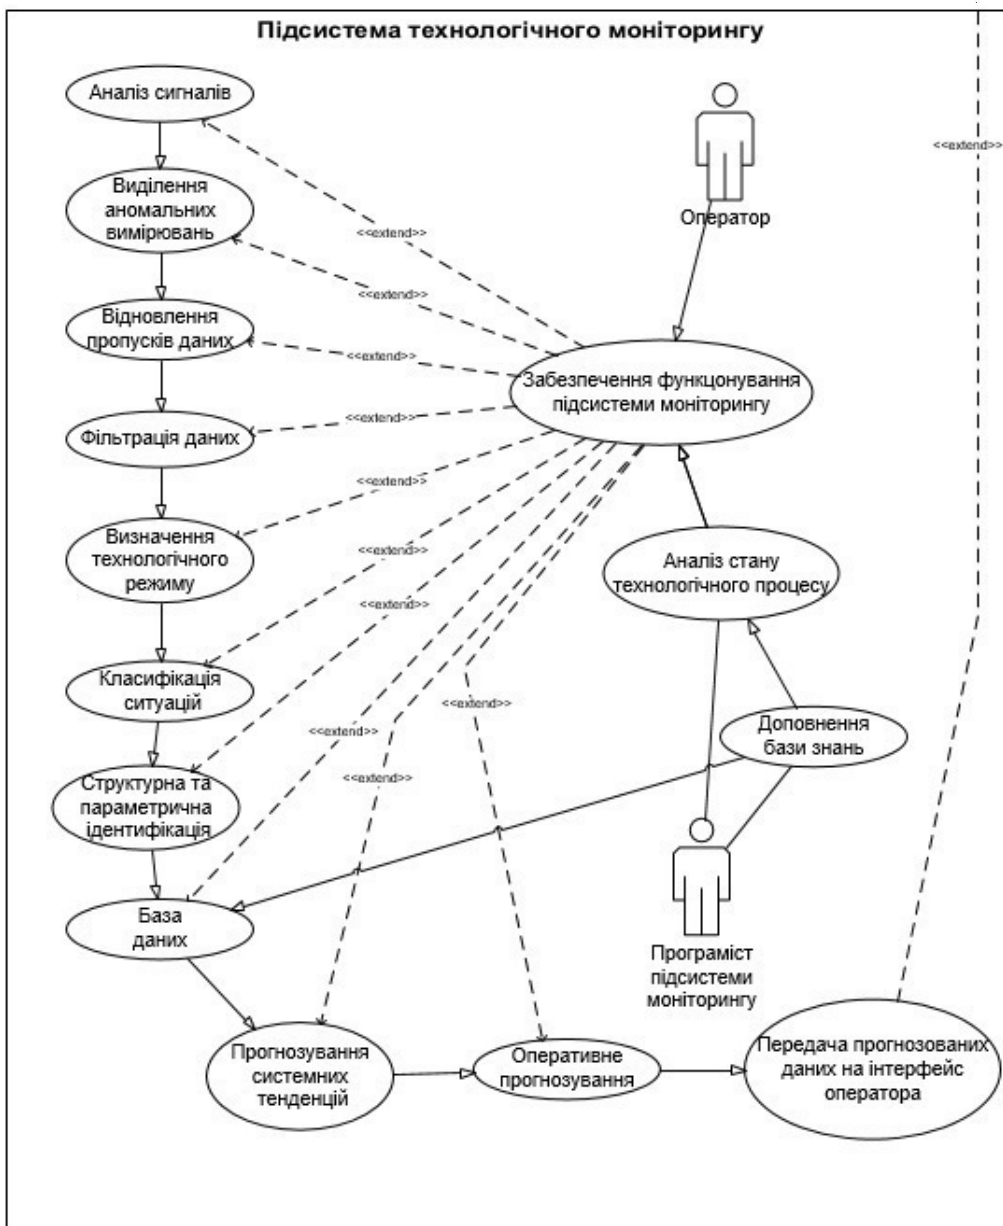 Підсистема технологічного моніторингу
Аналіз сигналів
Виділення
аномальних
вимірювань
Відновлення
пропусків даних
Фільтрація даних
Визначення
технологічного
режиму
Класифікація
ситуацій
Структурна та
параметрична
ідентифікація
База
даних
Прогнозування
системних
тенденцій
Оперативне
прогнозування
Передача прогнозованих
даних на інтерфейс
оператора
Оператор
Забезпечення функцонування
підсистеми моніторингу
Аналіз стану
технологічного процесу
Доповнення
бази знань
Програміст
підсистеми
моніторингу
<<extend>>
<<extend>>
<<extend>>
<<extend>>
<<extend>>
<<extend>>
<<extend>>
<<extend>>
<<extend>>
<<extend>>
<<extend>>